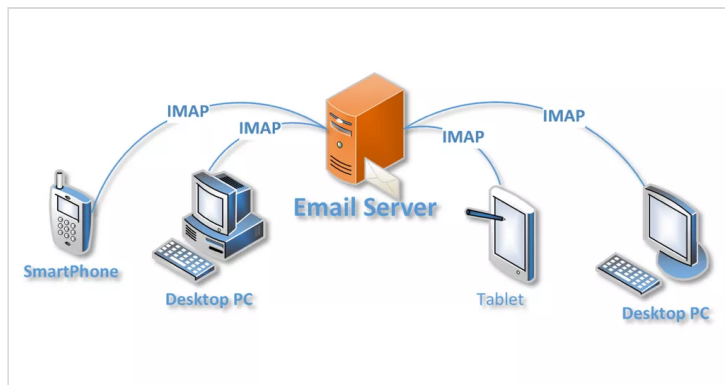 IMAP
IMAP
IMAP
IMAP
Email Server
SmartPhone
Desktop PC
Tablet
Desktop PC